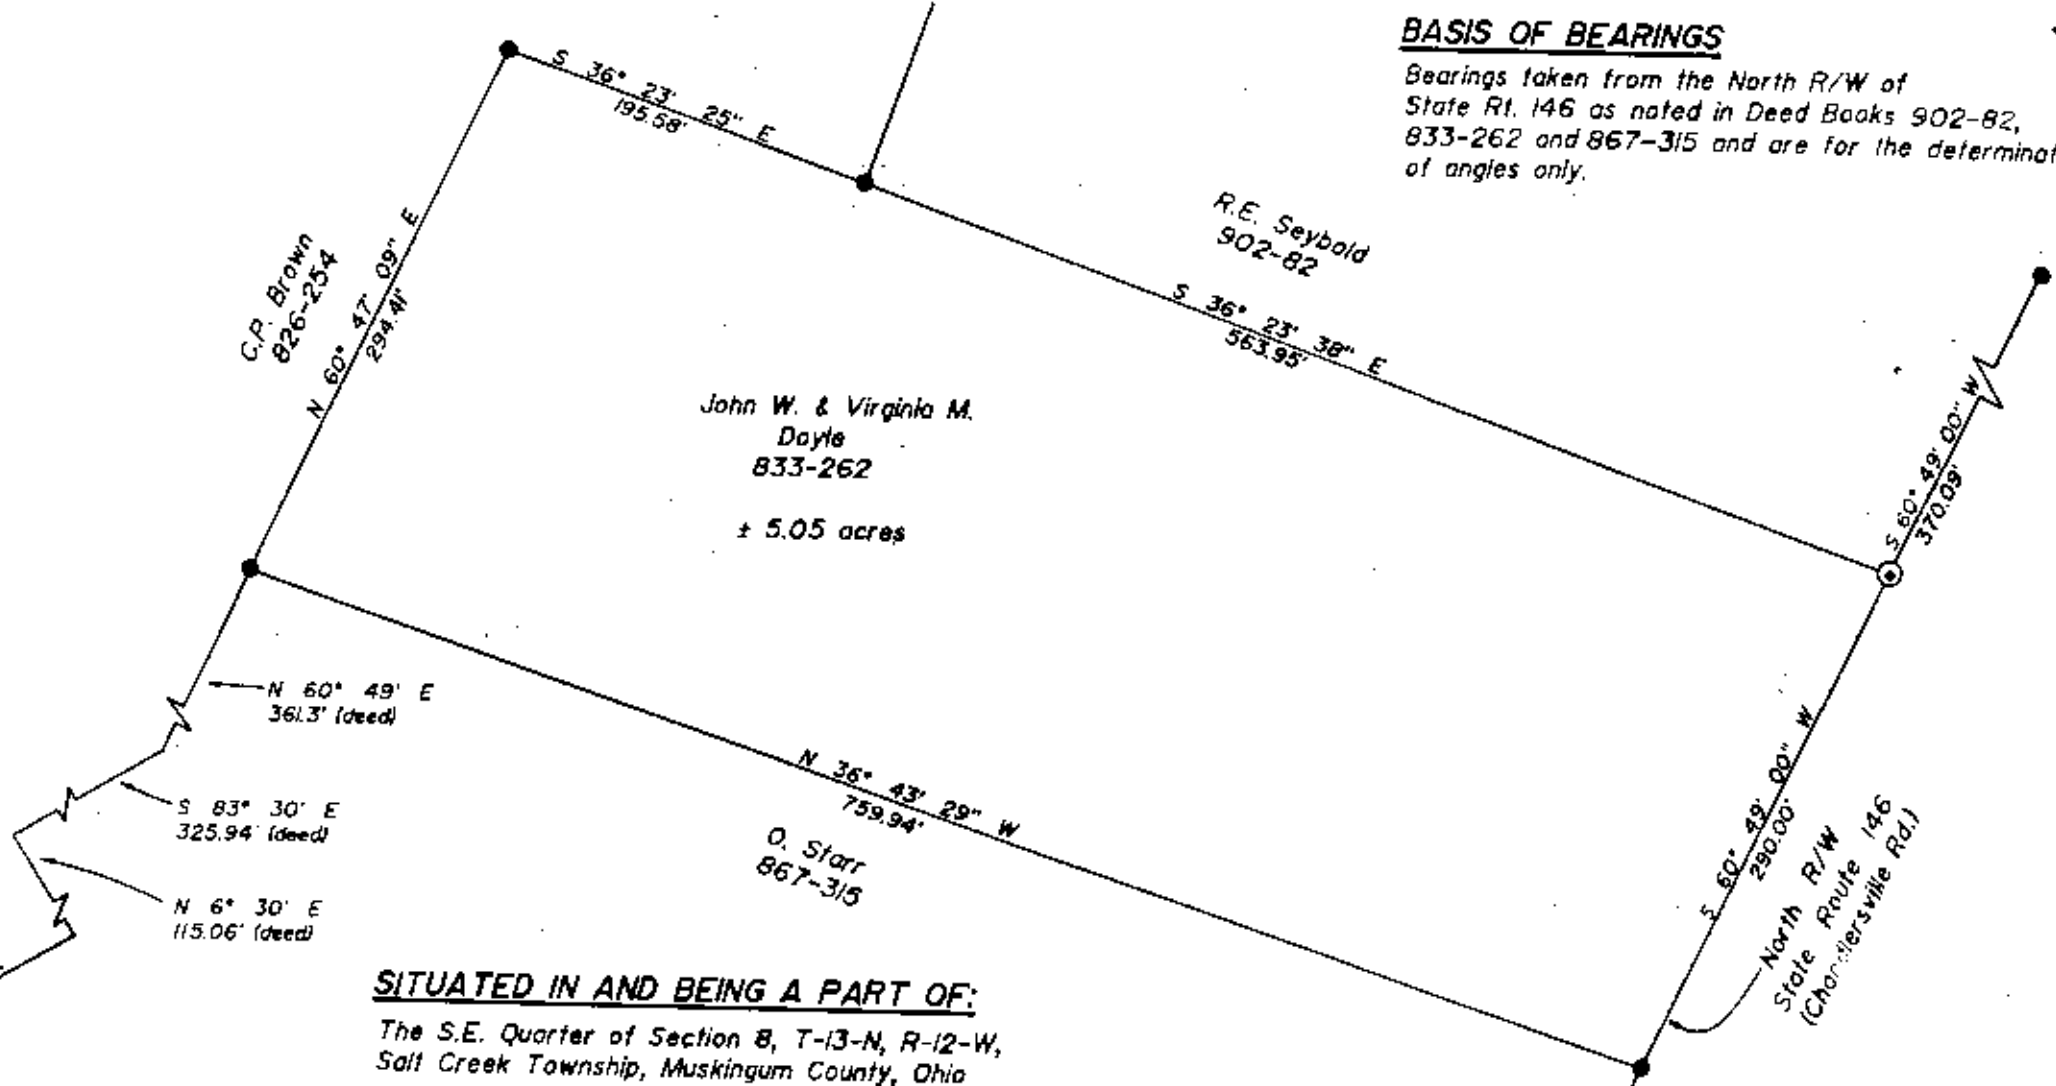 BASIS OF BEARINGS
Bearings taken from the North R/W of
State Rt. 146 as noted in Deed Books 902-82,
833-262 and 867-315 and are for the determinat
of angles only.
S 36° 23' 25" E
195.58'
R.E. Seybold
902-82
C.P. Brown
826-254
N 60° 47' 09" E
294.41'
S 36° 23' 38" E
563.95'
S 60° 49' 00" W
370.09'
John W. & Virginia M.
Doyle
833-262
± 5.05 acres
N 60° 49' E
361.3' (deed)
S 83° 30' E
325.94' (deed)
N 6° 30' E
115.06' (deed)
N 36° 43' 29" W
759.94'
O. Starr
867-315
S 60° 49' 00" W
290.00'
North R/W
State Route 146
(Chandlersville Rd.)
SITUATED IN AND BEING A PART OF:
The S.E. Quarter of Section 8, T-13-N, R-12-W,
Salt Creek Township, Muskingum County, Ohio